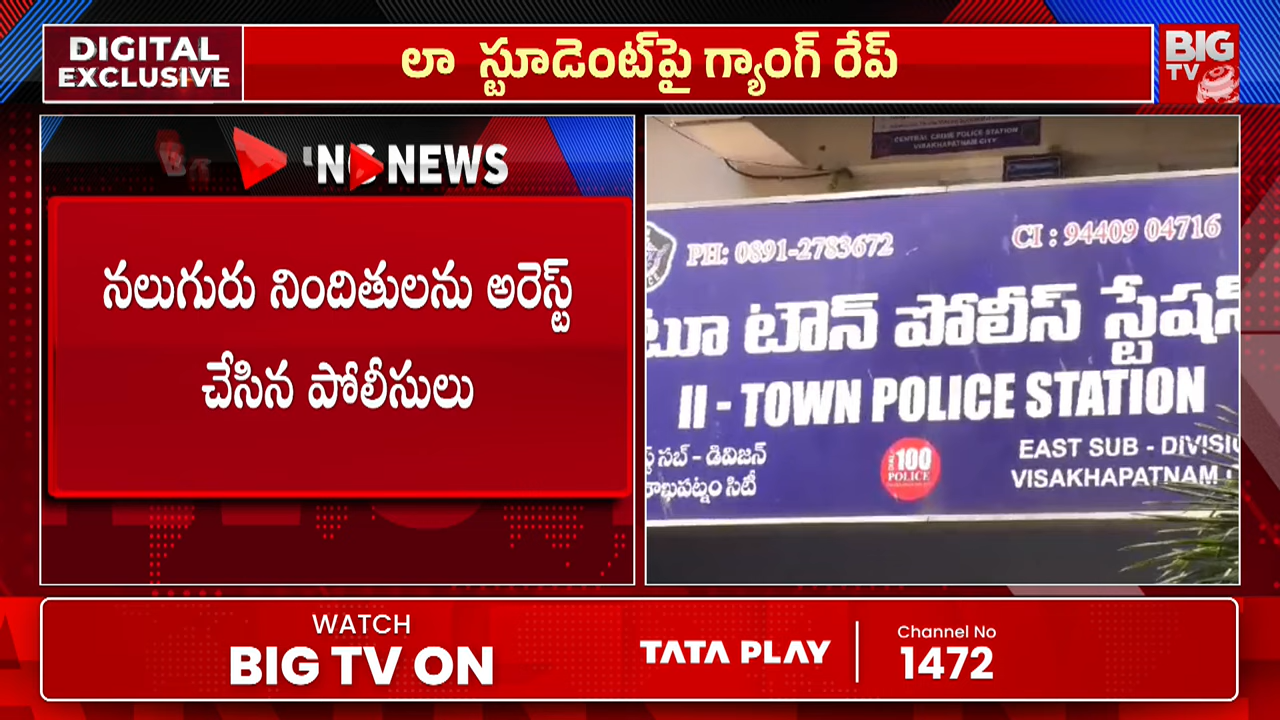 DIGITAL
EXCLUSIVE
లా స్టూడెంట్‌పై గ్యాంగ్ రేప్
BIG
TV
NEWS
నలుగురు నిందితులను అరెస్ట్
చేసిన పోలీసులు
CENTRAL CRIME POLICE STATION
VISAKHAPATNAM CITY
PH: 0891-2783672
CI : 94409 04716
టూ టౌన్ పోలీస్ స్టేషన్
II - TOWN POLICE STATION
సబ్ - డివిజన్
సిటీ
DIAL 100
POLICE
EAST SUB - DIVISI
VISAKHAPATNAM
WATCH
BIG TV ON
TATA PLAY
Channel No
1472